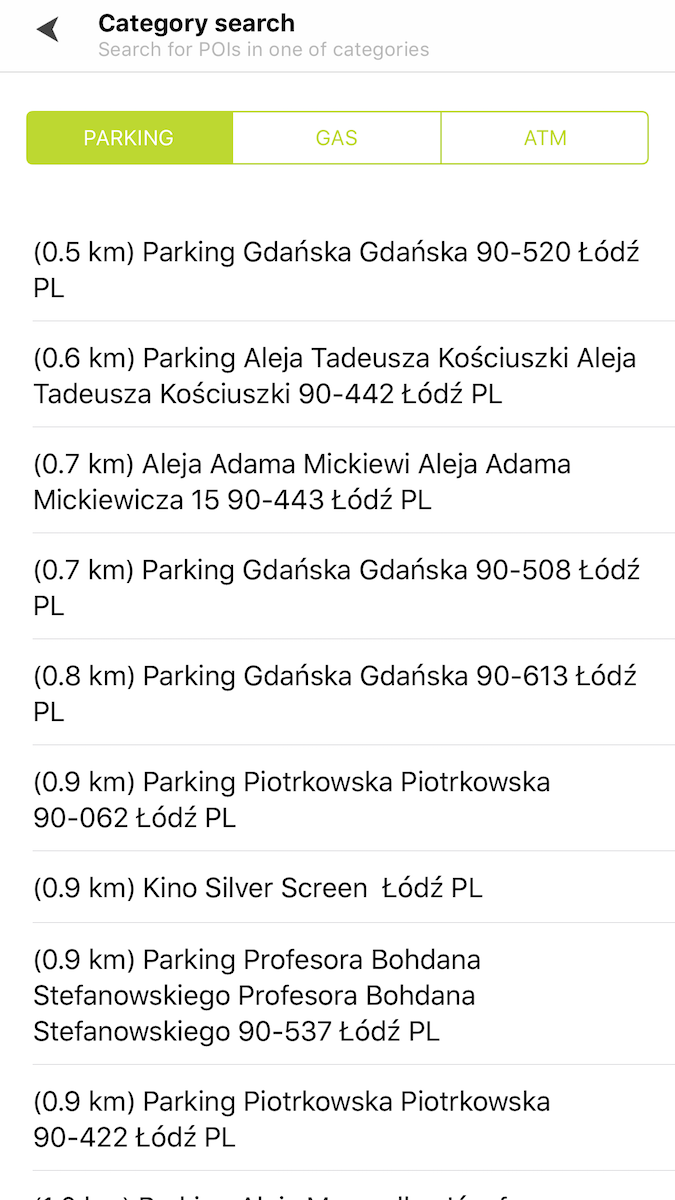 Category search
Search for POIs in one of categories
PARKING
GAS
ATM
(0.5 km) Parking Gdańska Gdańska 90-520 Łódź
PL
(0.6 km) Parking Aleja Tadeusza Kościuszki Aleja
Tadeusza Kościuszki 90-442 Łódź PL
(0.7 km) Aleja Adama Mickiewi Aleja Adama
Mickiewicza 15 90-443 Łódź PL
(0.7 km) Parking Gdańska Gdańska 90-508 Łódź
PL
(0.8 km) Parking Gdańska Gdańska 90-613 Łódź
PL
(0.9 km) Parking Piotrkowska Piotrkowska
90-062 Łódź PL
(0.9 km) Kino Silver Screen  Łódź PL
(0.9 km) Parking Profesora Bohdana
Stefanowskiego Profesora Bohdana
Stefanowskiego 90-537 Łódź PL
(0.9 km) Parking Piotrkowska Piotrkowska
90-422 Łódź PL